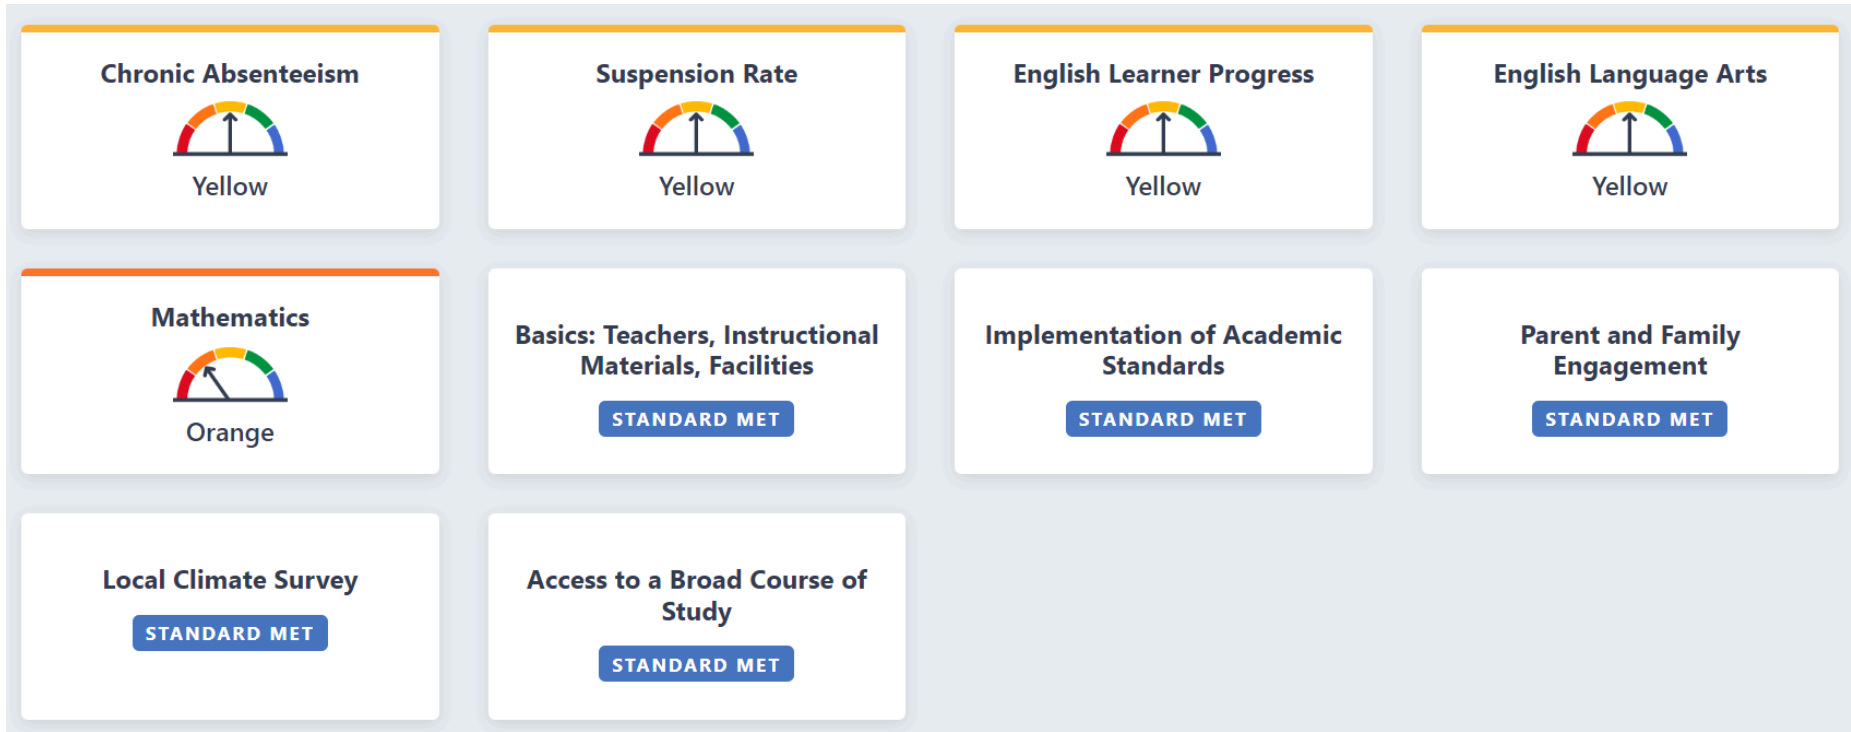 Chronic Absenteeism
Yellow
Suspension Rate
Yellow
English Learner Progress
Yellow
English Language Arts
Yellow
Mathematics
Orange
Basics: Teachers, Instructional
Materials, Facilities
STANDARD MET
Implementation of Academic
Standards
STANDARD MET
Parent and Family
Engagement
STANDARD MET
Local Climate Survey
STANDARD MET
Access to a Broad Course of
Study
STANDARD MET